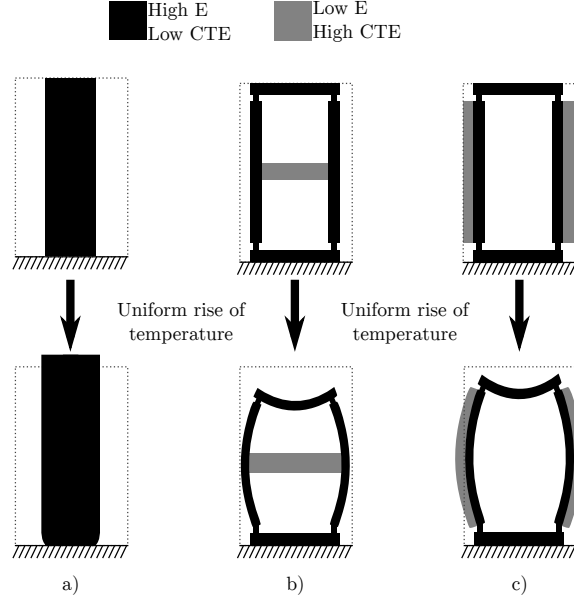 High E
Low CTE
Low E
High CTE
Uniform rise of
temperature
Uniform rise of
temperature
a)
b)
c)